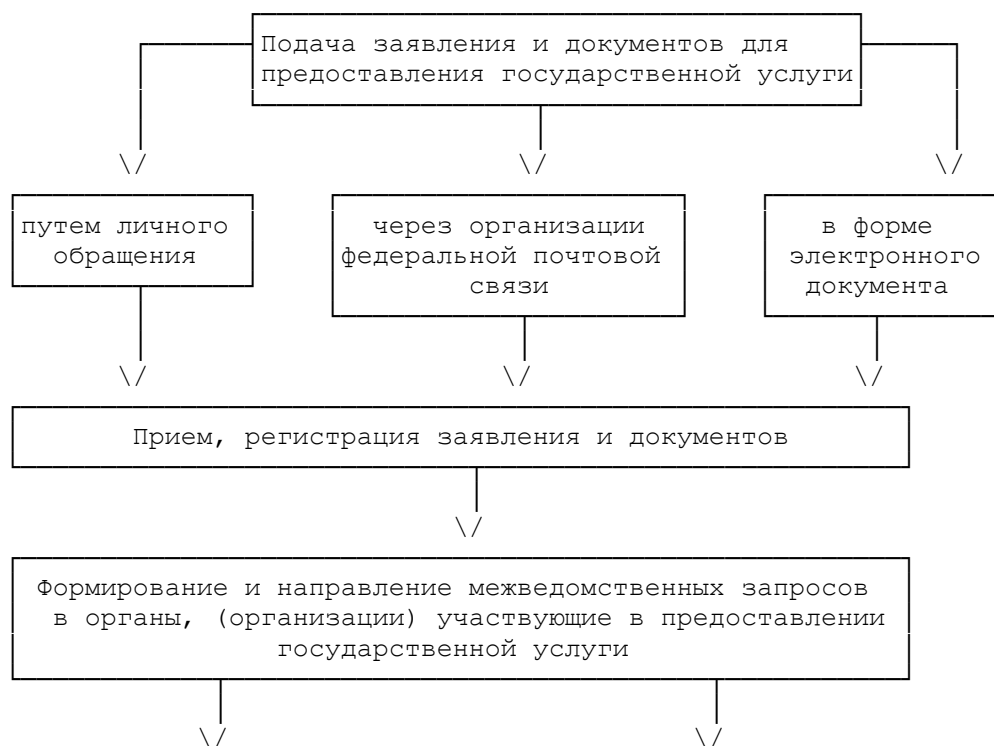 Подача заявления и документов для
предоставления государственной услуги
путем личного
обращения
через организации
федеральной почтовой
связи
в форме
электронного
документа
Прием, регистрация заявления и документов
Формирование и направление межведомственных запросов
в органы, (организации) участвующие в предоставлении
государственной услуги